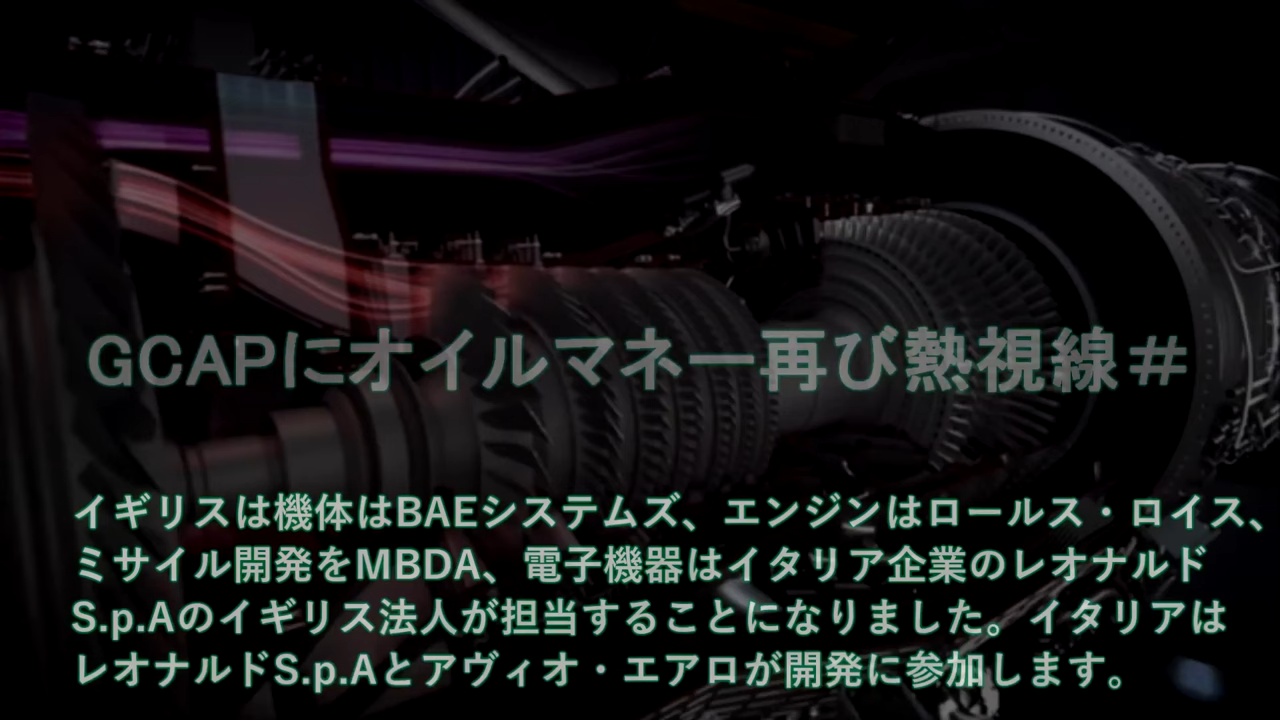 GCAPにオイルマネー再び熱視線＃
イギリスは機体はBAEシステムズ、エンジンはロールス・ロイス、
ミサイル開発をMBDA、電子機器はイタリア企業のレオナルド
S.p.Aのイギリス法人が担当することになりました。イタリアは
レオナルドS.p.Aとアヴィオ・エアロが開発に参加します。